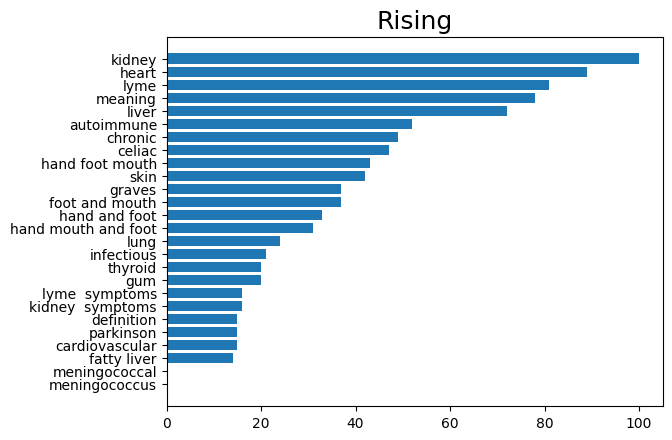 Rising
kidney
heart
lyme
meaning
liver
autoimmune
chronic
celiac
hand foot mouth
skin
graves
foot and mouth
hand and foot
hand mouth and foot
lung
infectious
thyroid
gum
lyme  symptoms
kidney  symptoms
definition
parkinson
cardiovascular
fatty liver
meningococcal
meningococcus
0 20 40 60 80 100